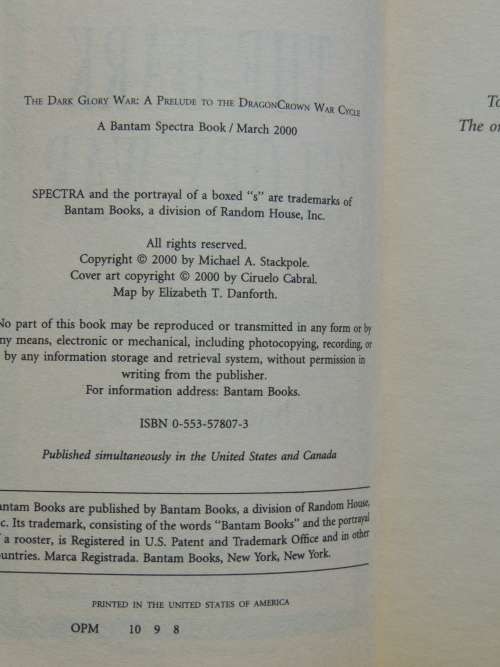 THE DARK GLORY WAR: A PRELUDE TO THE DRAGONCROWN WAR CYCLE
A Bantam Spectra Book / March 2000
SPECTRA and the portrayal of a boxed "s" are trademarks of
Bantam Books, a division of Random House, Inc.
All rights reserved.
Copyright © 2000 by Michael A. Stackpole.
Cover art copyright © 2000 by Ciruelo Cabral.
Map by Elizabeth T. Danforth.
No part of this book may be reproduced or transmitted in any form or by
ny means, electronic or mechanical, including photocopying, recording, or
by any information storage and retrieval system, without permission in
writing from the publisher.
For information address: Bantam Books.
ISBN 0-553-57807-3
Published simultaneously in the United States and Canada
antam Books are published by Bantam Books, a division of Random House,
c. Its trademark, consisting of the words "Bantam Books" and the portrayal
a rooster, is Registered in U.S. Patent and Trademark Office and in other
ountries. Marca Registrada. Bantam Books, New York, New York.
PRINTED IN THE UNITED STATES OF AMERICA
OPM 10 9 8
To
The or